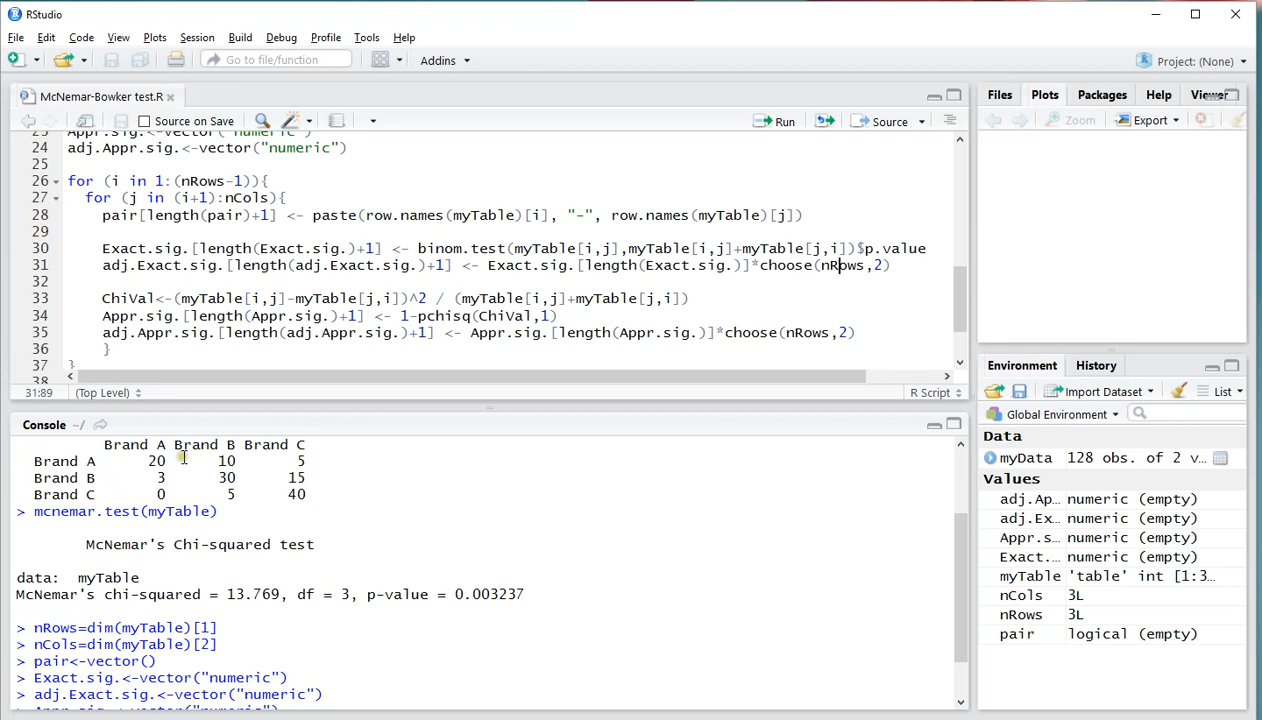 RStudio
File Edit Code View Plots Session Build Debug Profile Tools Help
Go to file/function Addins Project: (None)
McNemar-Bowker test.R
Source on Save Run Source
23 Appr.sig.<-vector("numeric")
24 adj.Appr.sig.<-vector("numeric")
25
26 for (i in 1:(nRows-1)){
27 for (j in (i+1):nCols){
28 pair[length(pair)+1] <- paste(row.names(myTable)[i], "-", row.names(myTable)[j])
29
30 Exact.sig.[length(Exact.sig.)+1] <- binom.test(myTable[i,j],myTable[i,j]+myTable[j,i])$p.value
31 adj.Exact.sig.[length(adj.Exact.sig.)+1] <- Exact.sig.[length(Exact.sig.)]*choose(nRows,2)
32
33 ChiVal<-(myTable[i,j]-myTable[j,i])^2 / (myTable[i,j]+myTable[j,i])
34 Appr.sig.[length(Appr.sig.)+1] <- 1-pchisq(ChiVal,1)
35 adj.Appr.sig.[length(adj.Appr.sig.)+1] <- Appr.sig.[length(Appr.sig.)]*choose(nRows,2)
36 }
37 }
38
31:89 (Top Level) R Script
Console ~/
Brand A Brand B Brand C
Brand A 20 10 5
Brand B 3 30 15
Brand C 0 5 40
> mcnemar.test(myTable)
McNemar's Chi-squared test
data: myTable
McNemar's chi-squared = 13.769, df = 3, p-value = 0.003237
> nRows=dim(myTable)[1]
> nCols=dim(myTable)[2]
> pair<-vector()
> Exact.sig.<-vector("numeric")
> adj.Exact.sig.<-vector("numeric")
> Appr.sig.<-vector("numeric")
Files Plots Packages Help Viewer
Zoom Export
Environment History
Import Dataset List
Global Environment
Data
myData 128 obs. of 2 v…
Values
adj.Ap… numeric (empty)
adj.Ex… numeric (empty)
Appr.s… numeric (empty)
Exact.… numeric (empty)
myTable 'table' int [1:3…
nCols 3L
nRows 3L
pair logical (empty)